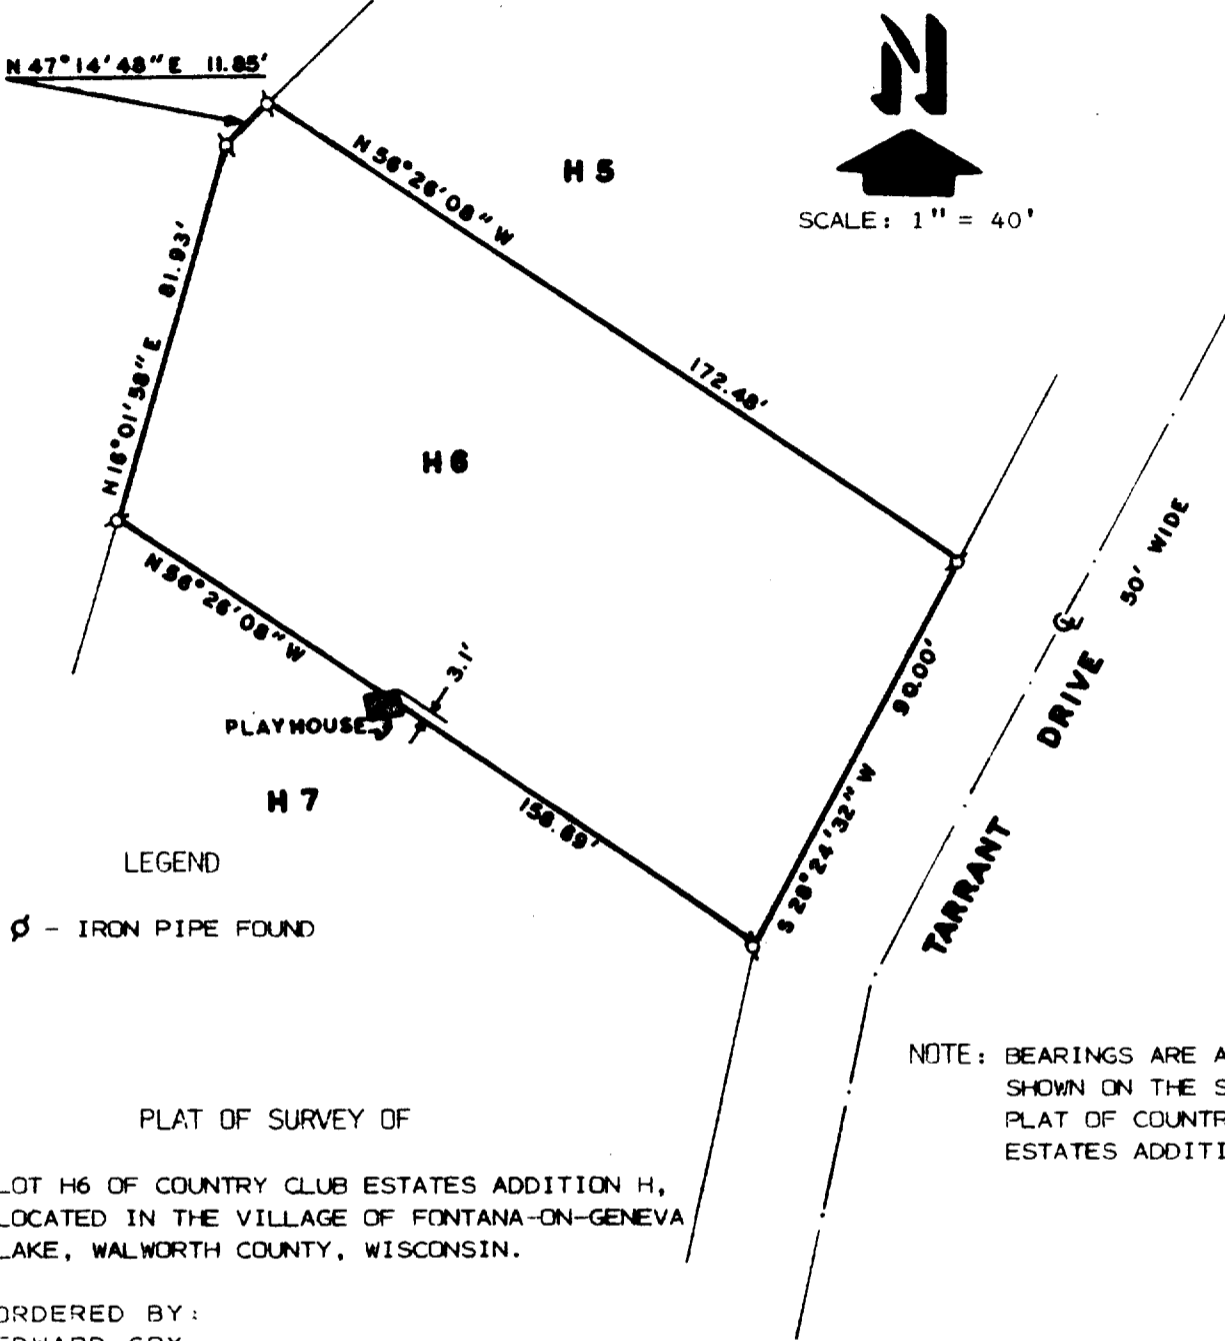 N 47°14'48" E 11.85'
N
SCALE: 1" = 40'
N 56°26'08" W
172.48'
H 5
81.93'
N 16°01'58" E
H 6
N 56°26'08" W
3.1'
PLAYHOUSE
H 7
90.00'
S 28°24'32" W
50' WIDE
TARRANT DRIVE
LEGEND
ø - IRON PIPE FOUND
NOTE: BEARINGS ARE A
SHOWN ON THE S
PLAT OF COUNTR
ESTATES ADDITI
PLAT OF SURVEY OF
LOT H6 OF COUNTRY CLUB ESTATES ADDITION H,
LOCATED IN THE VILLAGE OF FONTANA-ON-GENEVA
LAKE, WALWORTH COUNTY, WISCONSIN.
ORDERED BY: